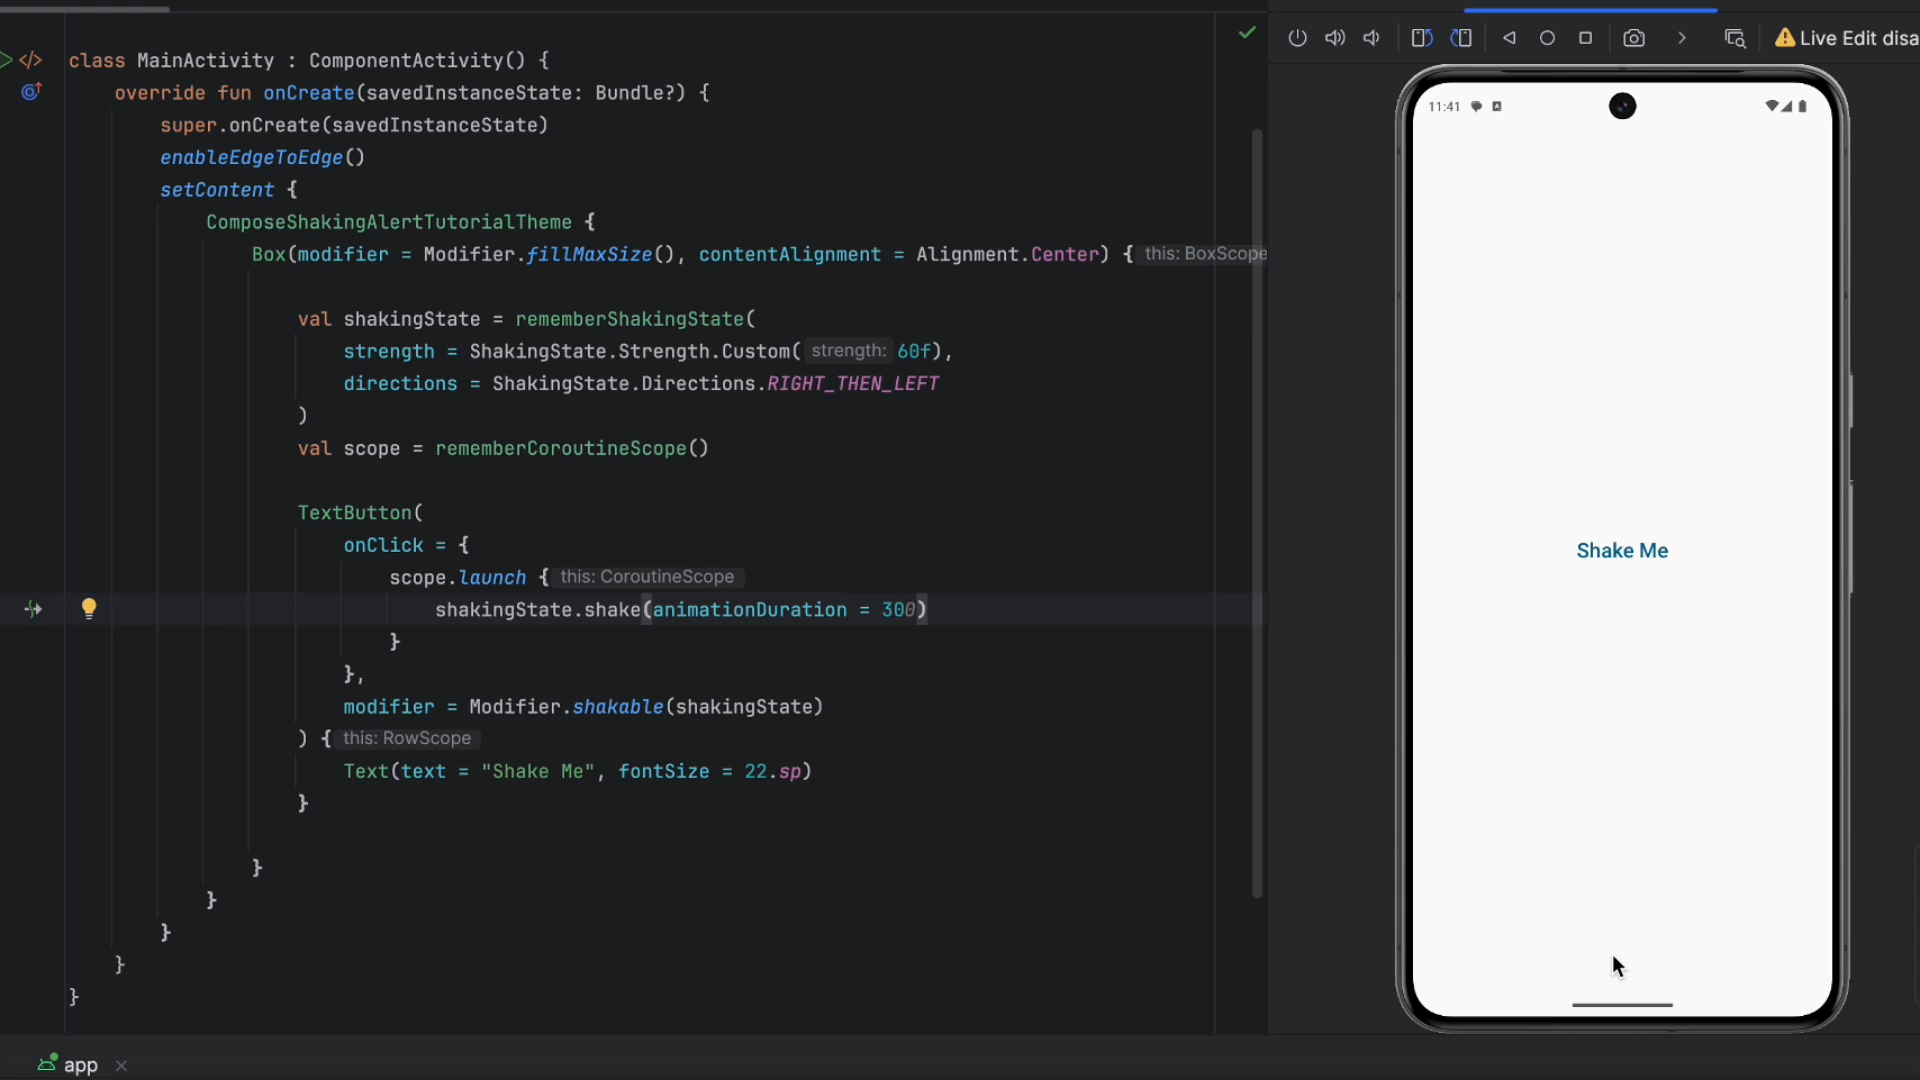 class MainActivity : ComponentActivity() {
override fun onCreate(savedInstanceState: Bundle?) {
super.onCreate(savedInstanceState)
enableEdgeToEdge()
setContent {
ComposeShakingAlertTutorialTheme {
Box(modifier = Modifier.fillMaxSize(), contentAlignment = Alignment.Center) { this: BoxScope
val shakingState = rememberShakingState(
strength = ShakingState.Strength.Custom( strength: 60f),
directions = ShakingState.Directions.RIGHT_THEN_LEFT
)
val scope = rememberCoroutineScope()
TextButton(
onClick = {
scope.launch { this: CoroutineScope
shakingState.shake(animationDuration = 300)
}
},
modifier = Modifier.shakable(shakingState)
) { this: RowScope
Text(text = "Shake Me", fontSize = 22.sp)
}
}
}
}
}
}
app
Live Edit disa
11:41
Shake Me